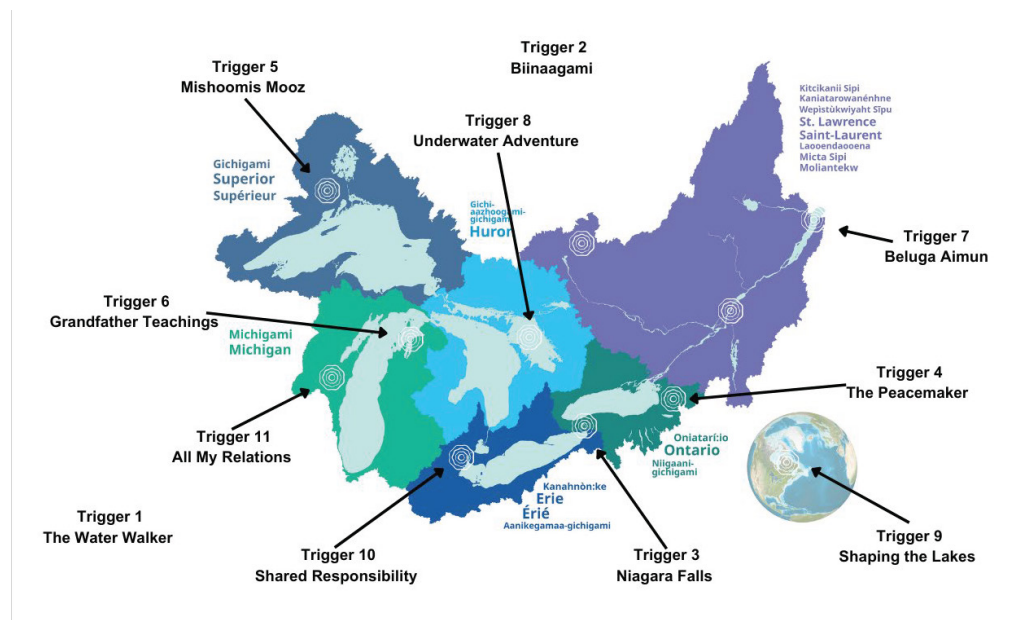 Trigger 2
Biinaagami
Trigger 5
Mishoomis Mooz
Kitcikanii Sipi
Kaniatarowanénhne
Wepìstùkwiyaht Sīpu
St. Lawrence
Saint-Laurent
Laooendaooena
Micta Sipi
Moliantekw
Trigger 8
Underwater Adventure
Gichigami
Superior
Supérieur
Gichi-
aazhoogami-
gichigami
Huron
Trigger 7
Beluga Aimun
Trigger 6
Grandfather Teachings
Michigami
Michigan
Trigger 4
The Peacemaker
Trigger 11
All My Relations
Oniatarí:io
Ontario
Niigaani-
gichigami
Kanahnòn:ke
Erie
Érié
Aanikegamaa-gichigami
Trigger 1
The Water Walker
Trigger 10
Shared Responsibility
Trigger 3
Niagara Falls
Trigger 9
Shaping the Lakes